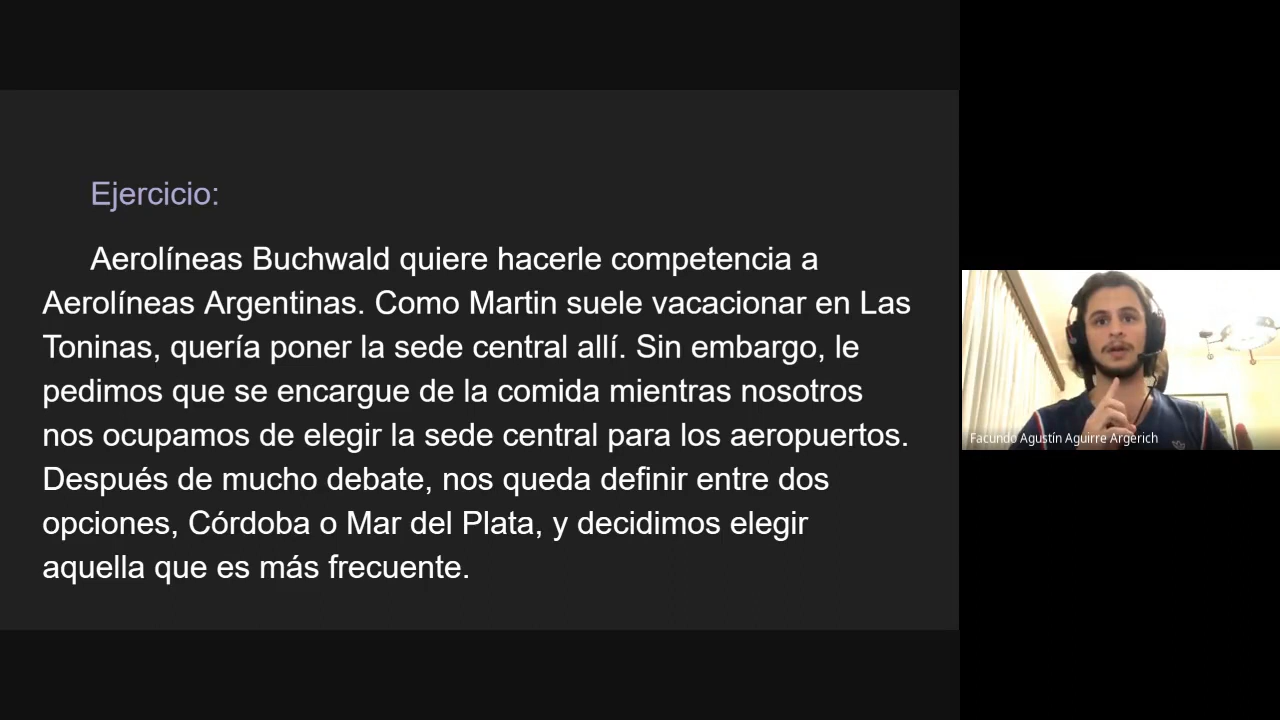 Ejercicio:
Aerolíneas Buchwald quiere hacerle competencia a
Aerolíneas Argentinas. Como Martin suele vacacionar en Las
Toninas, quería poner la sede central allí. Sin embargo, le
pedimos que se encargue de la comida mientras nosotros
nos ocupamos de elegir la sede central para los aeropuertos.
Después de mucho debate, nos queda definir entre dos
opciones, Córdoba o Mar del Plata, y decidimos elegir
aquella que es más frecuente.
Facundo Agustín Aguirre Argerich